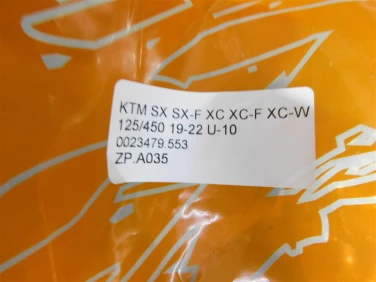 KTM SX SX-F XC XC-F XC-W
125/450 19-22 U-10
0023479.553
ZP.A035